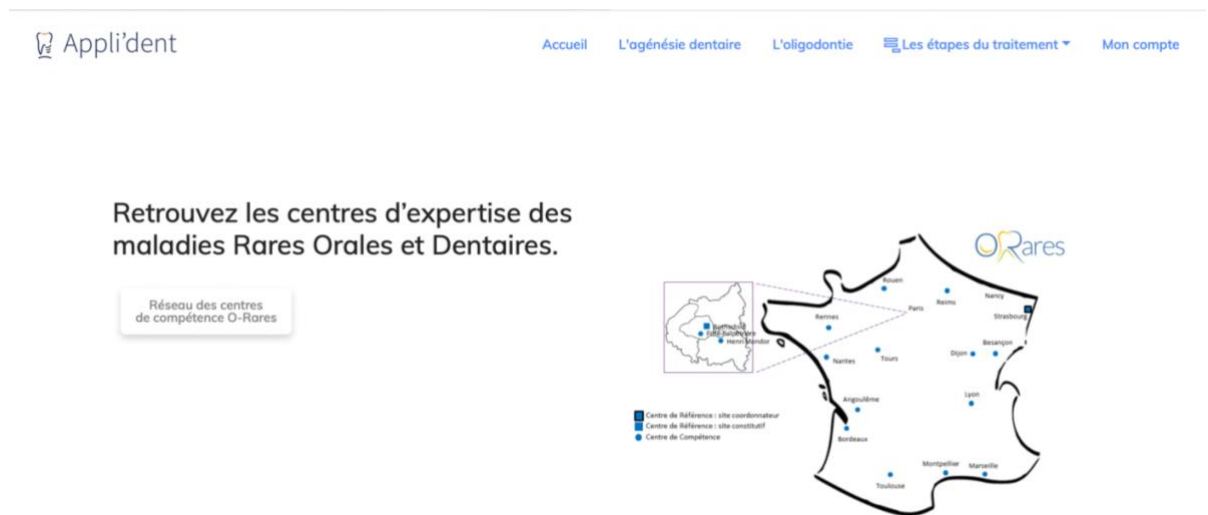 Appli'dent
Accueil
L'agénésie dentaire
L'oligodontie
Les étapes du traitement
Mon compte
Retrouvez les centres d'expertise des
maladies Rares Orales et Dentaires.
Réseau des centres
de compétence O-Rares
ORares
Rouen
Reims
Nancy
Paris
Strasbourg
Rennes
Besançon
Dijon
Nantes
Tours
Angoulême
Lyon
Bordeaux
Montpellier
Marseille
Toulouse
Rothschild
Henri Mondor
Centre de Référence : site coordonnateur
Centre de Référence : site constitutif
Centre de Compétence